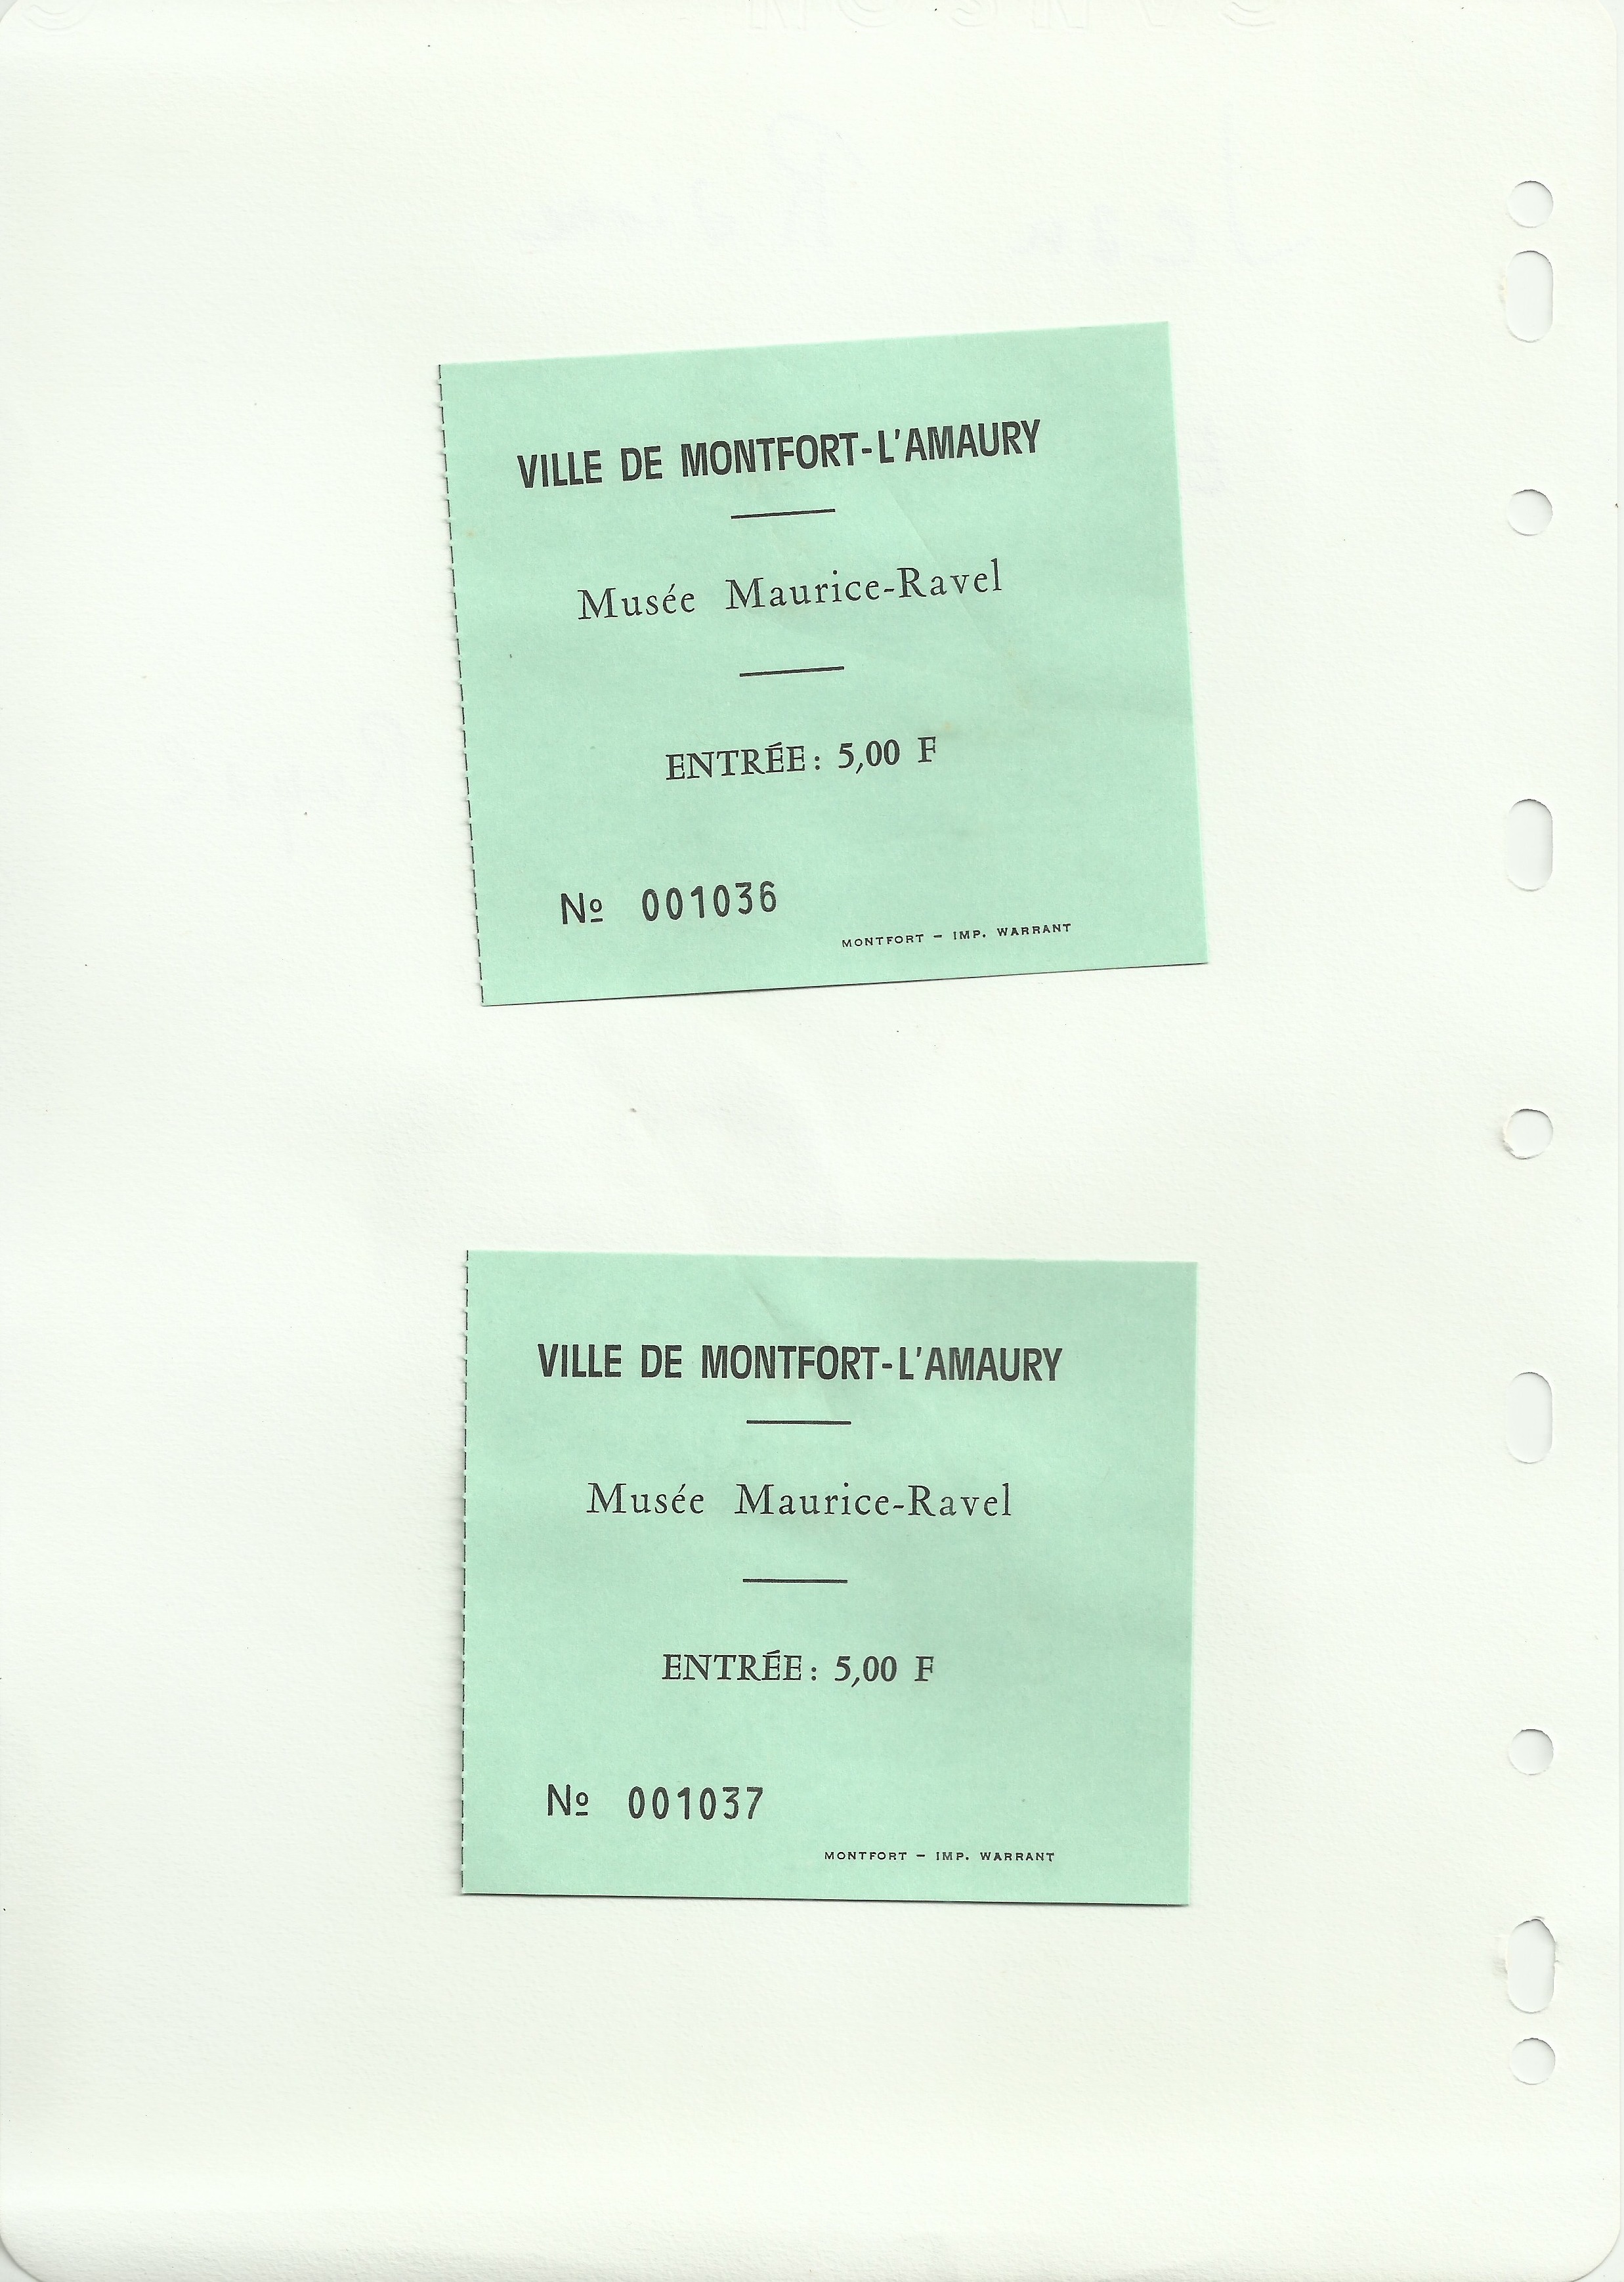 VILLE DE MONTFORT-L'AMAURY
Musée Maurice-Ravel
ENTRÉE: 5,00 F
Nº 001036
MONTFORT - IMP. WARRANT
VILLE DE MONTFORT-L'AMAURY
Musée Maurice-Ravel
ENTRÉE: 5,00 F
Nº 001037
MONTFORT - IMP. WARRANT